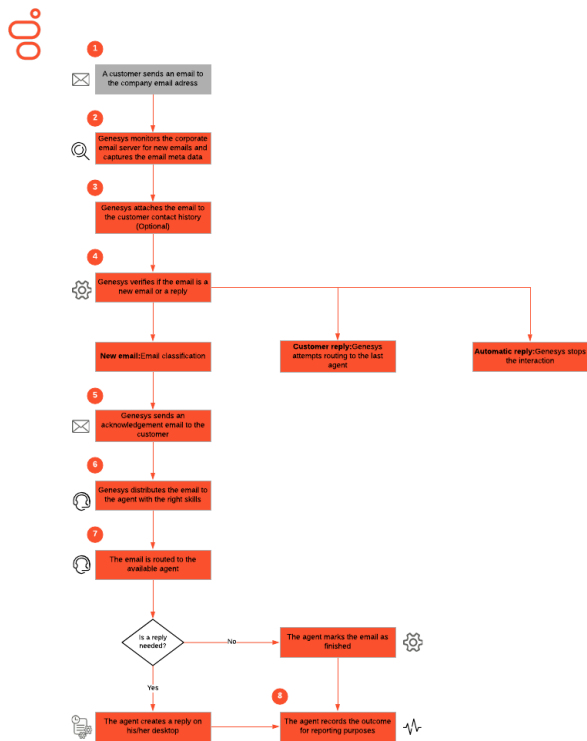 1
A customer sends an email to
the company email adress
2
Genesys monitors the corporate
email server for new emails and
captures the email meta data
3
Genesys attaches the email to
the customer contact history
(Optional)
4
Genesys verifies if the email is a
new email or a reply
New email:Email classification
Customer reply:Genesys
attempts routing to the last
agent
Automatic reply:Genesys stops
the interaction
5
Genesys sends an
acknowledgement email to the
customer
6
Genesys distributes the email to
the agent with the right skills
7
The email is routed to the
available agent
Is a reply
needed?
No
The agent marks the email as
finished
Yes
8
The agent creates a reply on
his/her desktop
The agent records the outcome
for reporting purposes